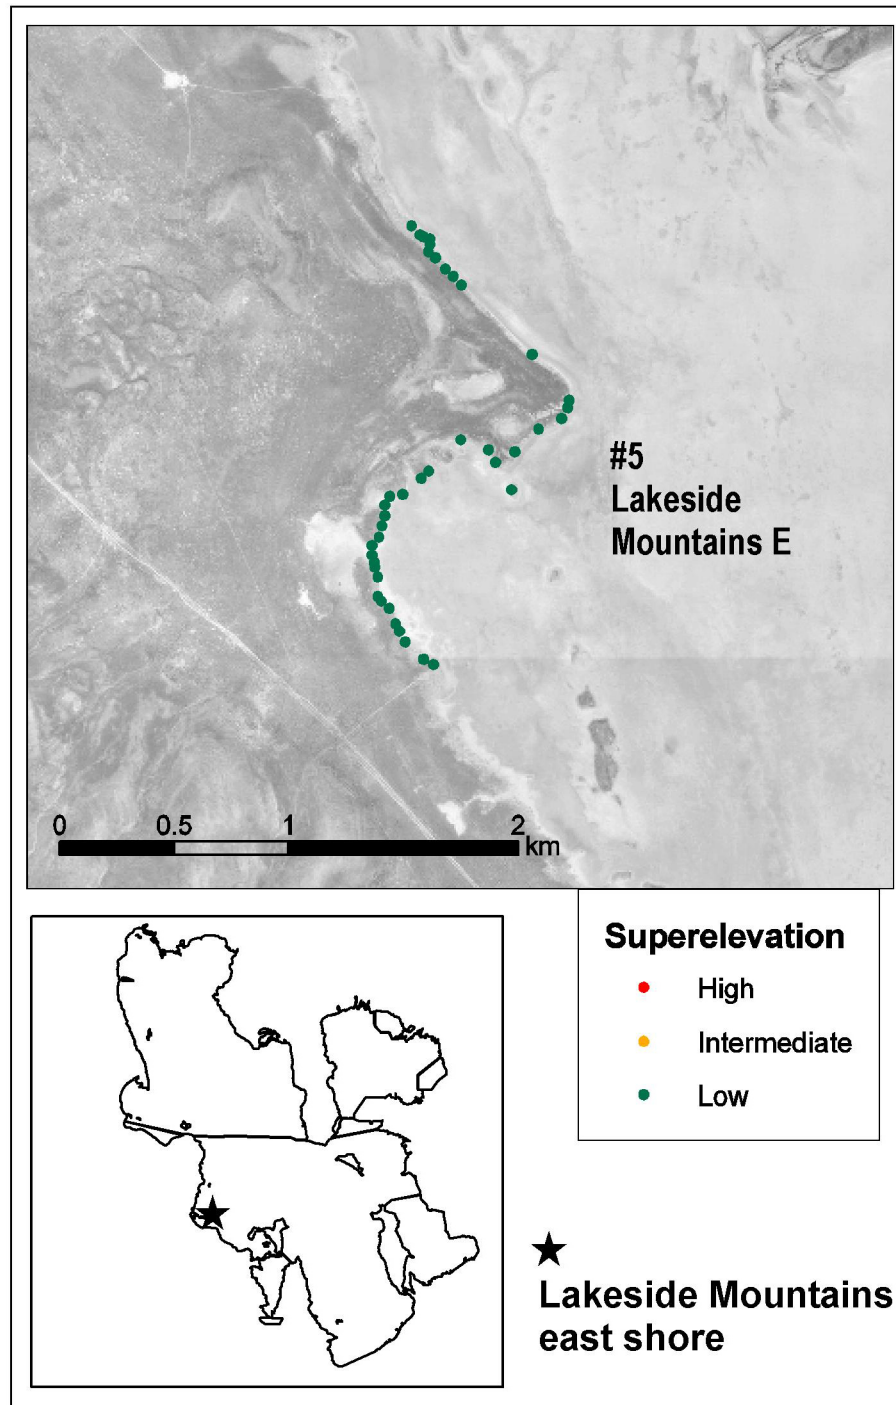 #5
Lakeside
Mountains E
0 0.5 1 2
km
Superelevation
High
Intermediate
Low
Lakeside Mountains
east shore